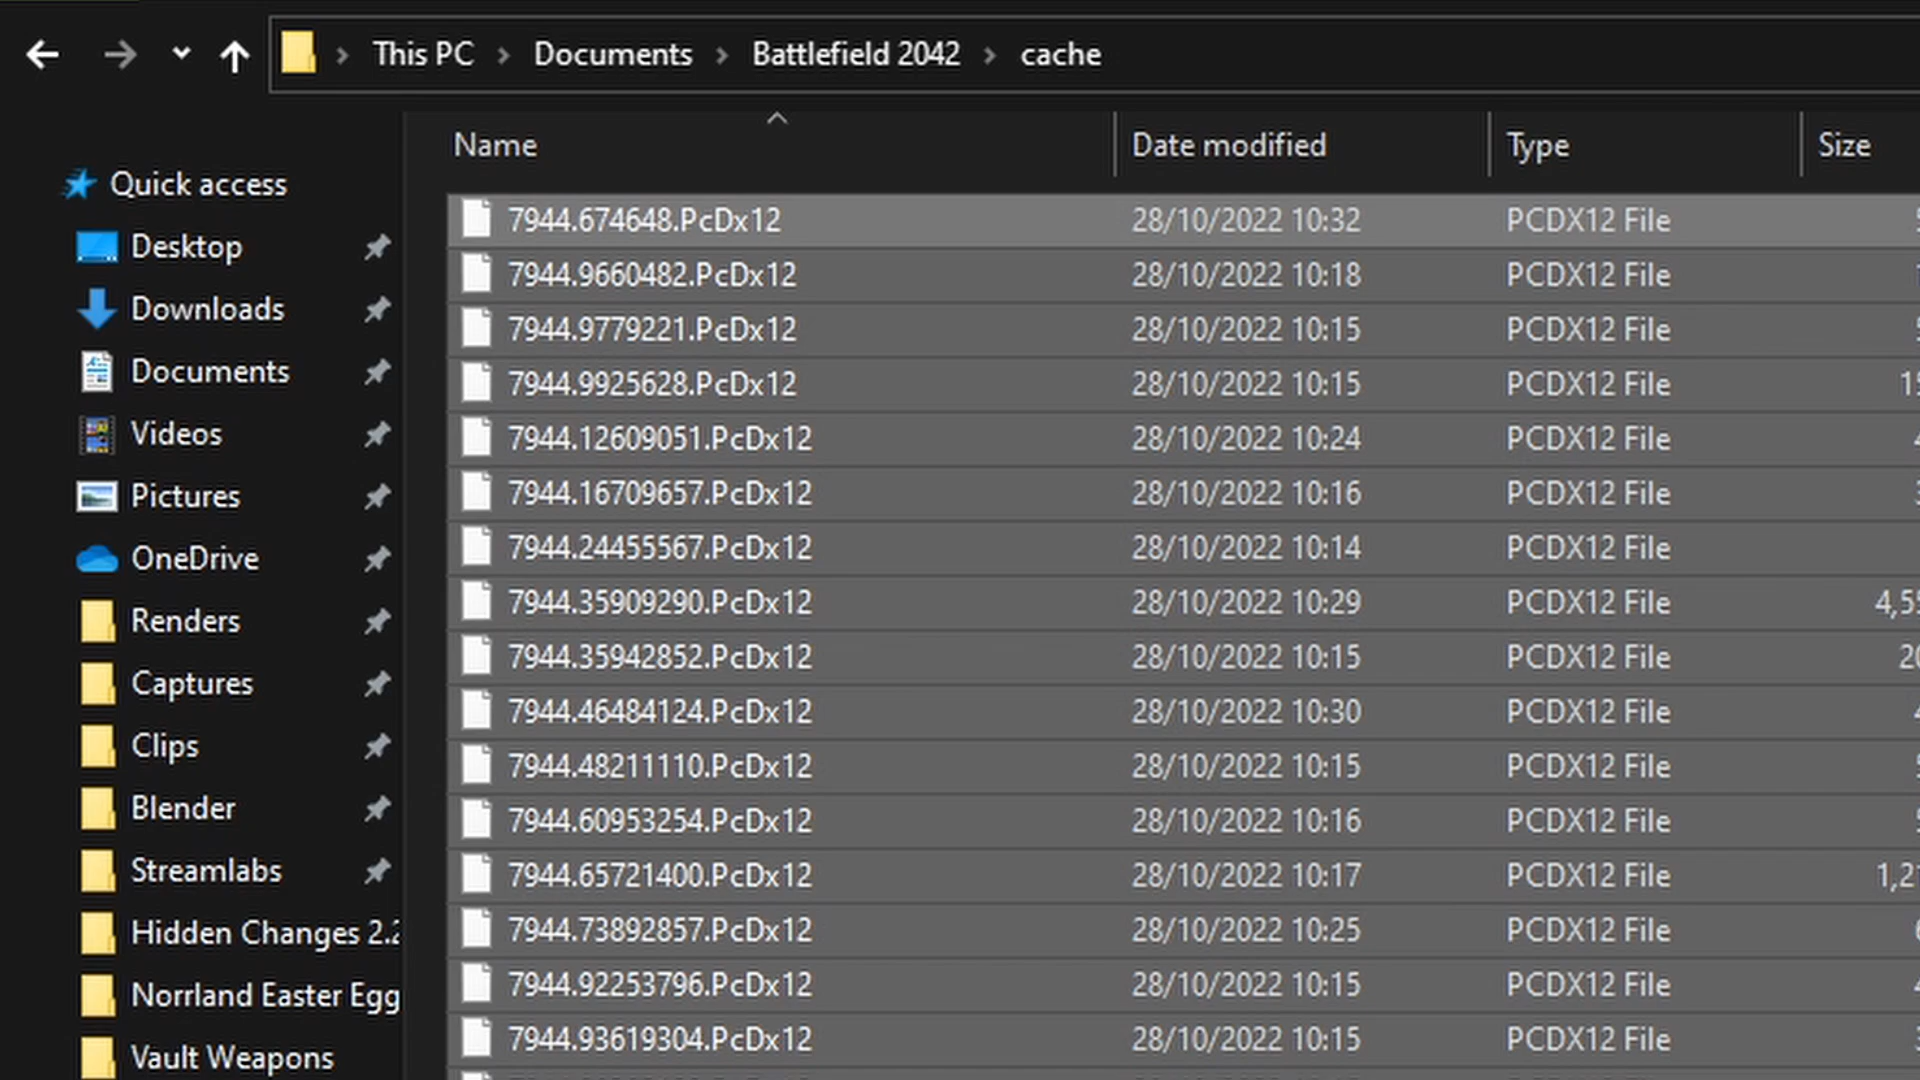 This PC > Documents > Battlefield 2042 > cache
Name Date modified Type Size
Quick access
Desktop
Downloads
Documents
Videos
Pictures
OneDrive
Renders
Captures
Clips
Blender
Streamlabs
Hidden Changes 2.2
Norrland Easter Egg
Vault Weapons
7944.674648.PcDx12 28/10/2022 10:32 PCDX12 File
7944.9660482.PcDx12 28/10/2022 10:18 PCDX12 File
7944.9779221.PcDx12 28/10/2022 10:15 PCDX12 File
7944.9925628.PcDx12 28/10/2022 10:15 PCDX12 File
7944.12609051.PcDx12 28/10/2022 10:24 PCDX12 File
7944.16709657.PcDx12 28/10/2022 10:16 PCDX12 File
7944.24455567.PcDx12 28/10/2022 10:14 PCDX12 File
7944.35909290.PcDx12 28/10/2022 10:29 PCDX12 File
7944.35942852.PcDx12 28/10/2022 10:15 PCDX12 File
7944.46484124.PcDx12 28/10/2022 10:30 PCDX12 File
7944.48211110.PcDx12 28/10/2022 10:15 PCDX12 File
7944.60953254.PcDx12 28/10/2022 10:16 PCDX12 File
7944.65721400.PcDx12 28/10/2022 10:17 PCDX12 File
7944.73892857.PcDx12 28/10/2022 10:25 PCDX12 File
7944.92253796.PcDx12 28/10/2022 10:15 PCDX12 File
7944.93619304.PcDx12 28/10/2022 10:15 PCDX12 File